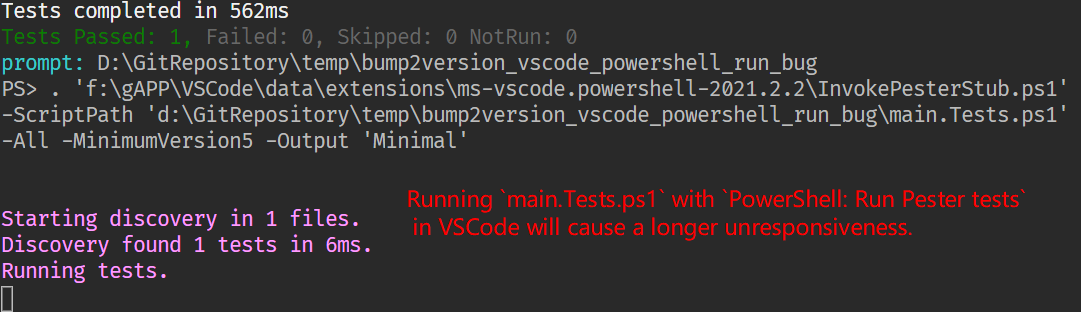 Tests completed in 562ms
Tests Passed: 1, Failed: 0, Skipped: 0 NotRun: 0
prompt: D:\GitRepository\temp\bump2version_vscode_powershell_run_bug
PS> . 'f:\gAPP\VSCode\data\extensions\ms-vscode.powershell-2021.2.2\InvokePesterStub.ps1'
-ScriptPath 'd:\GitRepository\temp\bump2version_vscode_powershell_run_bug\main.Tests.ps1'
-All -MinimumVersion5 -Output 'Minimal'
Running `main.Tests.ps1` with `PowerShell: Run Pester tests`
in VSCode will cause a longer unresponsiveness.
Starting discovery in 1 files.
Discovery found 1 tests in 6ms.
Running tests.